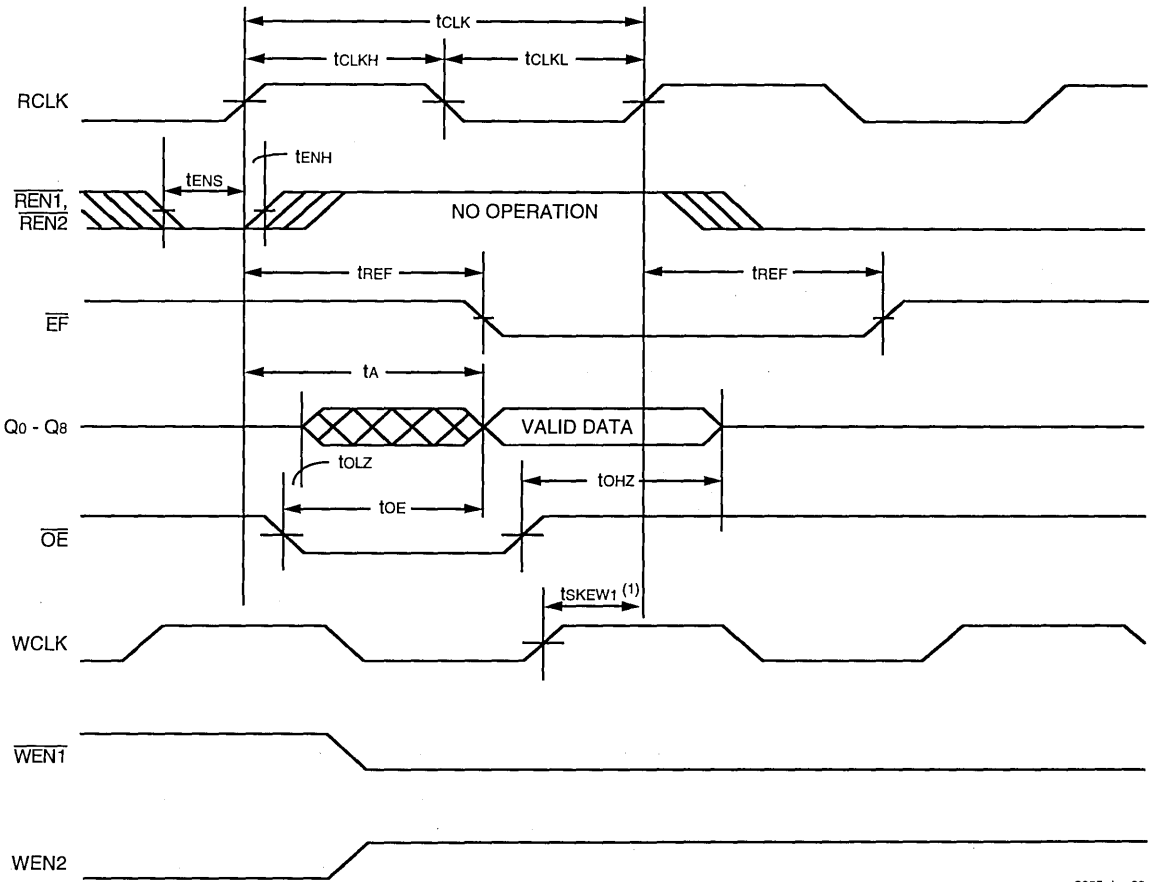 tCLK
tCLKH
tCLKL
RCLK
tENH
tENS
REN1,
REN2
NO OPERATION
tREF
tREF
EF
tA
Q0 - Q8
VALID DATA
tOLZ
tOHZ
tOE
OE
tSKEW1 (1)
WCLK
WEN1
WEN2